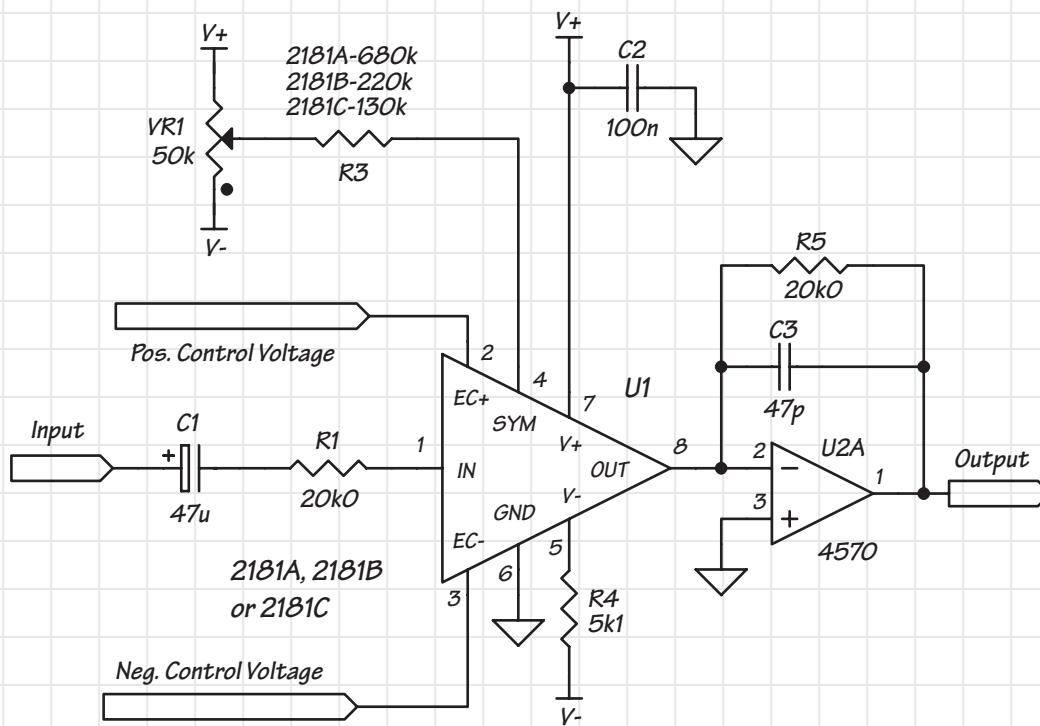 V+
V+
2181A-680k
2181B-220k
2181C-130k
C2
100n
VR1
50k
R3
V-
R5
20k0
C3
47p
Pos. Control Voltage
2
4
7
U1
EC+
SYM
V+
Input
C1
+
47u
R1
20k0
1
IN
OUT
8
V-
GND
EC-
5
6
3
2
3
−
+
U2A
1
4570
Output
2181A, 2181B
or 2181C
R4
5k1
Neg. Control Voltage
V-